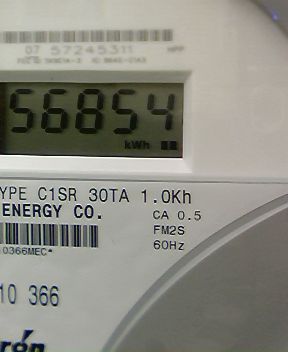 07 57245311
56854
kWh
YPE C1SR 30TA 1.0Kh
ENERGY CO.
CA 0.5
FM2S
60Hz
0366MEC*
10 366
rón